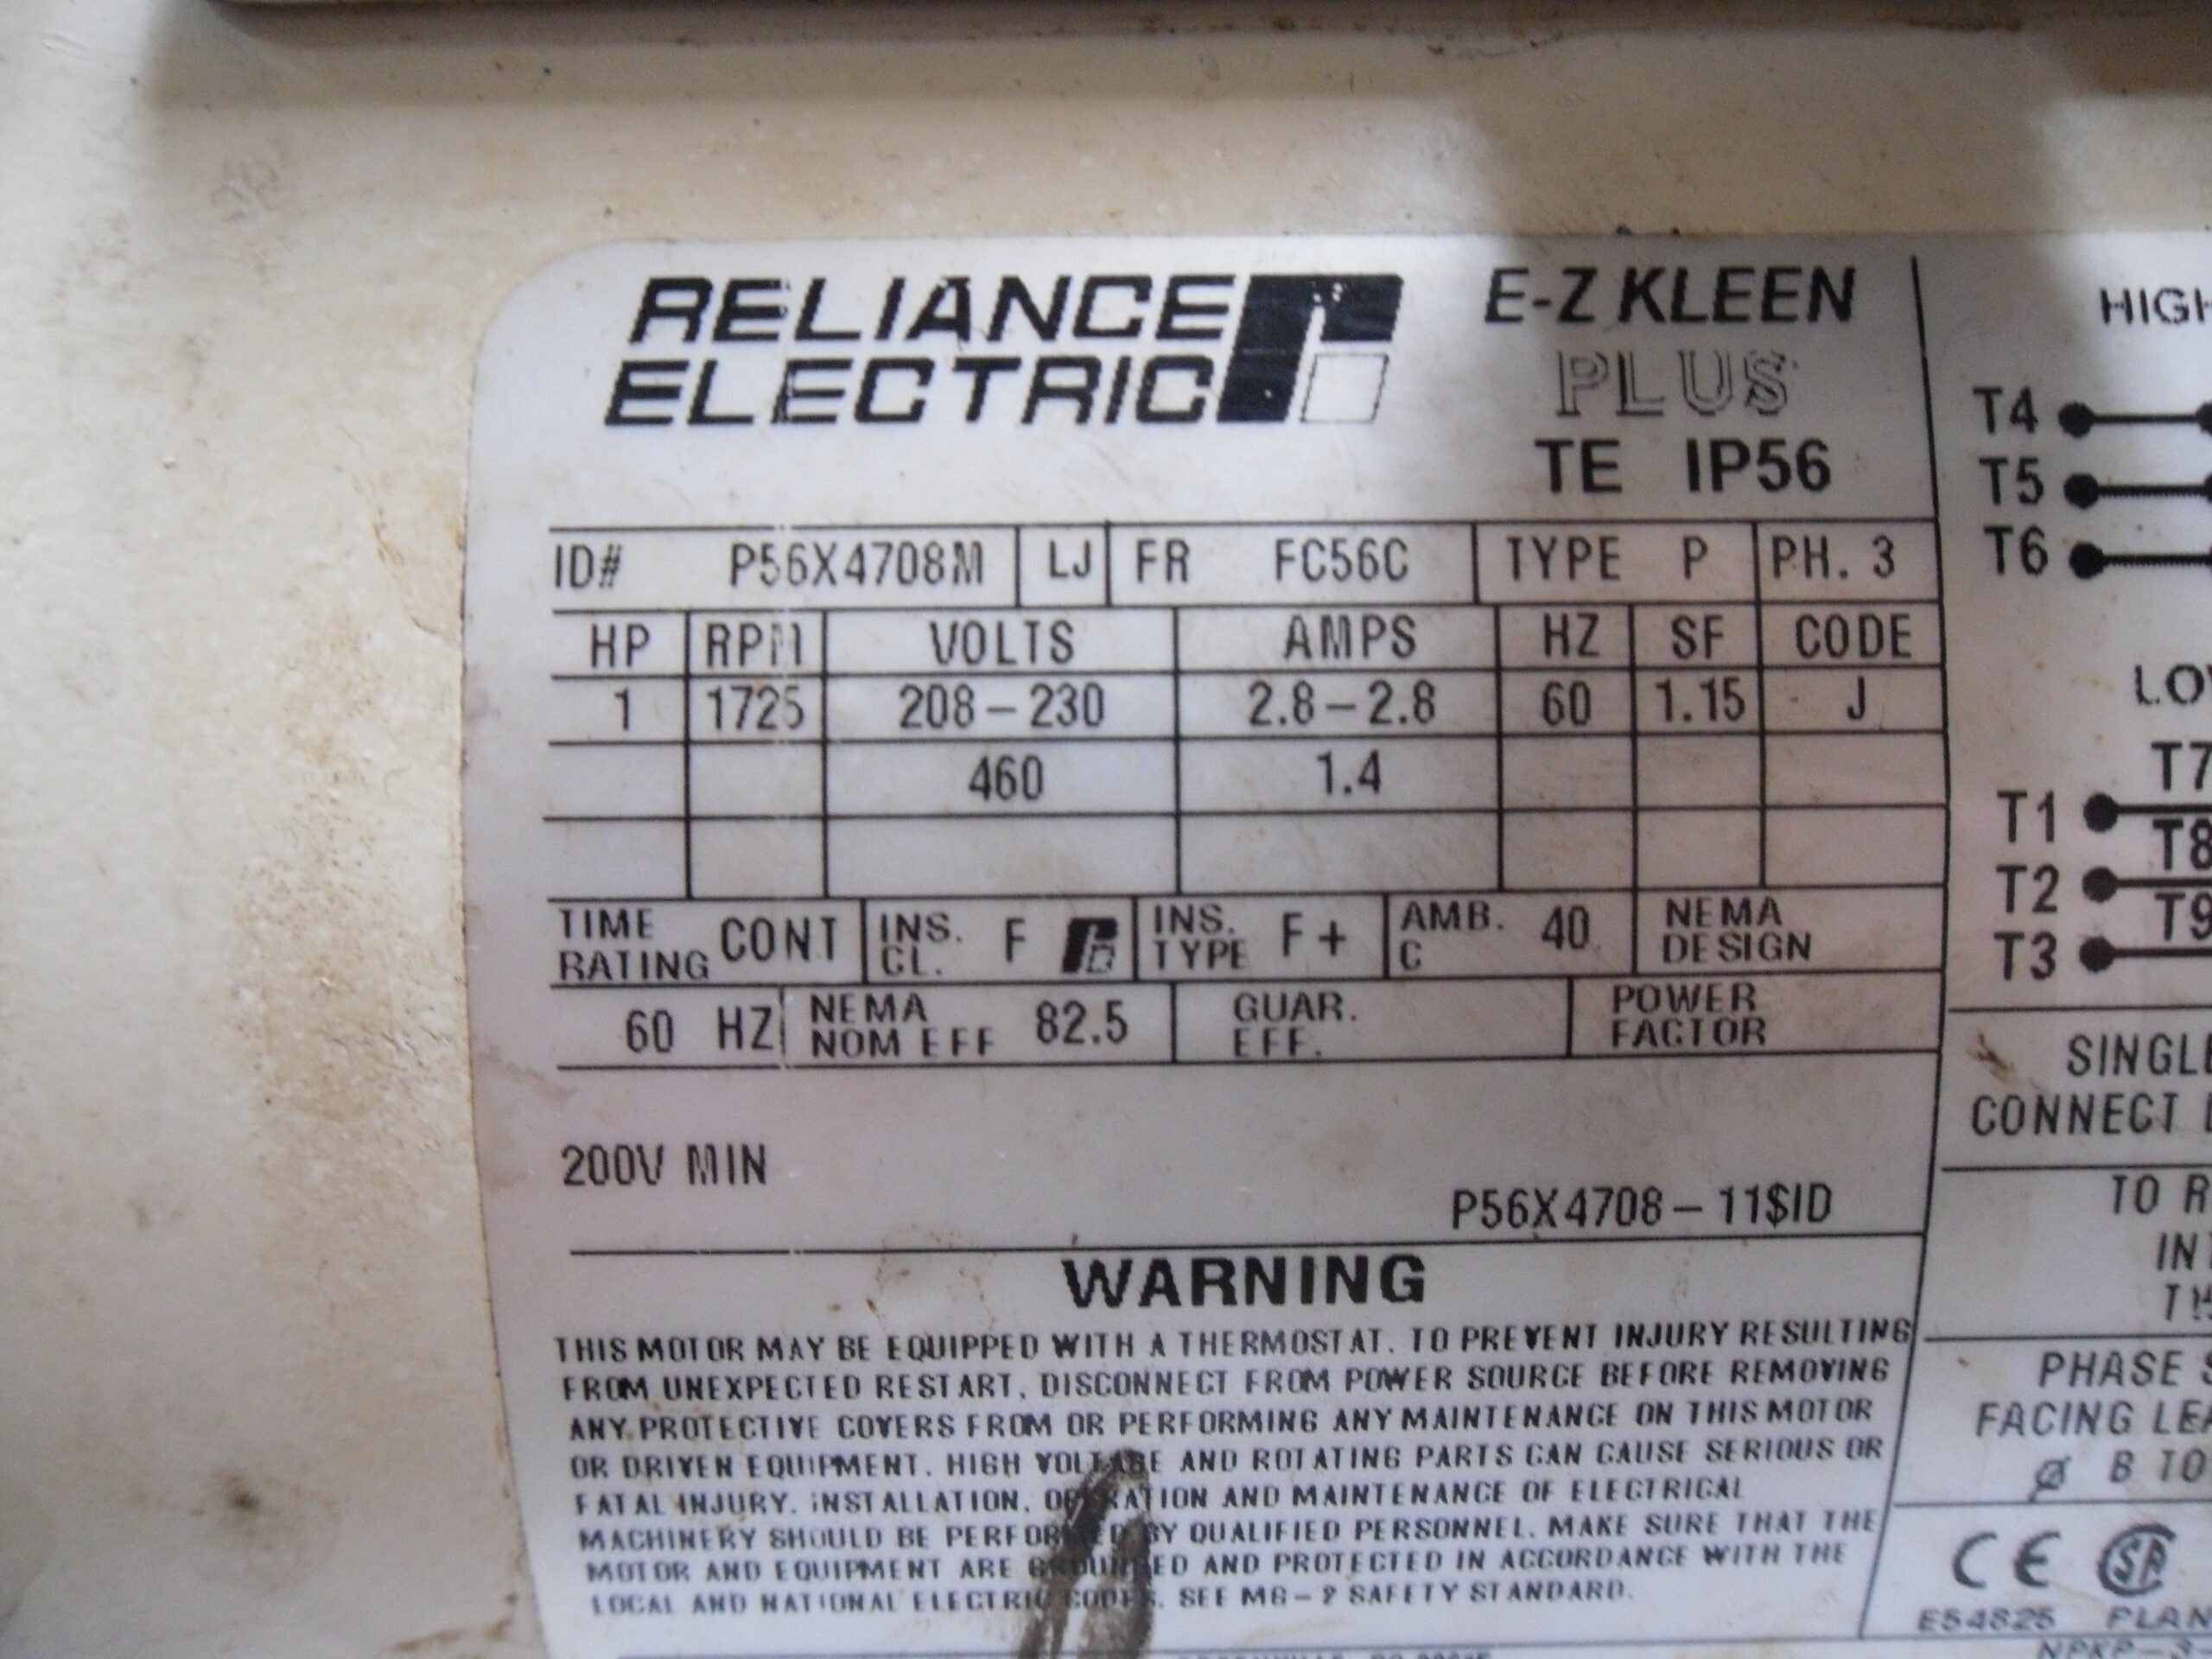 RELIANCE
ELECTRIC
E-Z KLEEN
PLUS
TE IP56
ID# P56X4708M LJ FR FC56C TYPE P PH. 3
HP RPM VOLTS AMPS HZ SF CODE
1 1725 208-230 2.8-2.8 60 1.15 J
460 1.4
TIME RATING CONT INS. CL. F INS. TYPE F+ AMB. C 40 NEMA DESIGN
60 HZ NEMA NOM EFF 82.5 GUAR. EFF. POWER FACTOR
200V MIN
P56X4708-11$ID
WARNING
THIS MOTOR MAY BE EQUIPPED WITH A THERMOSTAT. TO PREVENT INJURY RESULTING
FROM UNEXPECTED RESTART, DISCONNECT FROM POWER SOURCE BEFORE REMOVING
ANY PROTECTIVE COVERS FROM OR PERFORMING ANY MAINTENANCE ON THIS MOTOR
OR DRIVEN EQUIPMENT. HIGH VOLTAGE AND ROTATING PARTS CAN CAUSE SERIOUS OR
FATAL INJURY. INSTALLATION, OPERATION AND MAINTENANCE OF ELECTRICAL
MACHINERY SHOULD BE PERFORMED BY QUALIFIED PERSONNEL. MAKE SURE THAT THE
MOTOR AND EQUIPMENT ARE GROUNDED AND PROTECTED IN ACCORDANCE WITH THE
LOCAL AND NATIONAL ELECTRIC CODES. SEE MG-2 SAFETY STANDARD.
HIGH
T4
T5
T6
LOW
T7
T1
T8
T2
T9
T3
SINGLE
CONNECT
TO
PHASE
FACING
Ø B TO
CE SA